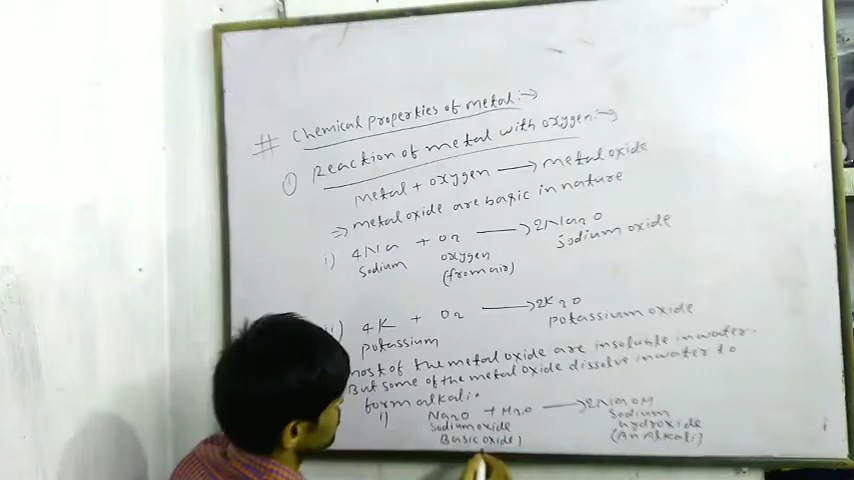 # Chemical properties of metal:→
① Reaction of metal with oxygen:→
Metal + oxygen → metal oxide
⇒ metal oxide are basic in nature
i) 4Na + O2 → 2Na2O
Sodium oxygen (from air) Sodium oxide
ii) 4K + O2 → 2K2O
potassium potassium oxide
most of the metal oxide are insoluble in water.
But some of the metal oxide dissolve in water to
form alkali.
i) Na2O + H2O → 2NaOH
Sodium oxide Sodium hydroxide
(Basic oxide) (An Alkali)